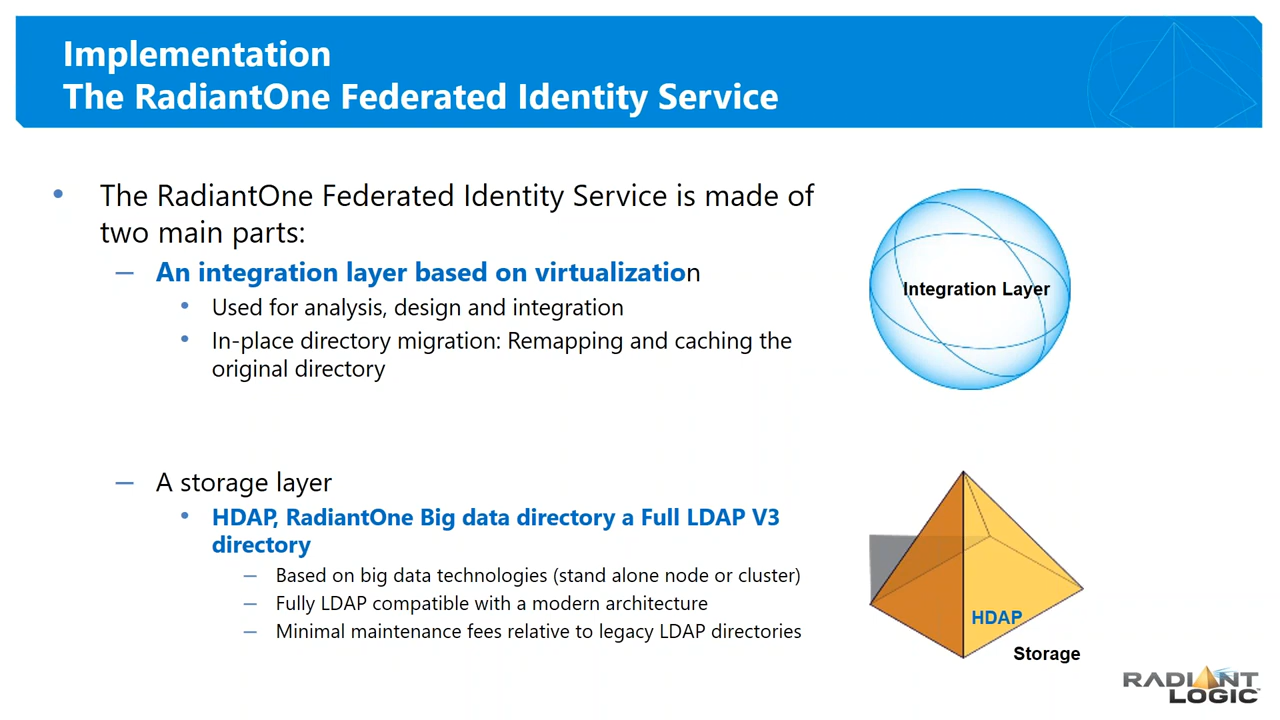 Implementation
The RadiantOne Federated Identity Service
• The RadiantOne Federated Identity Service is made of
two main parts:
– An integration layer based on virtualization
• Used for analysis, design and integration
• In-place directory migration: Remapping and caching the
original directory
Integration Layer
– A storage layer
• HDAP, RadiantOne Big data directory a Full LDAP V3
directory
– Based on big data technologies (stand alone node or cluster)
– Fully LDAP compatible with a modern architecture
– Minimal maintenance fees relative to legacy LDAP directories
HDAP
Storage
RADIANT
LOGIC